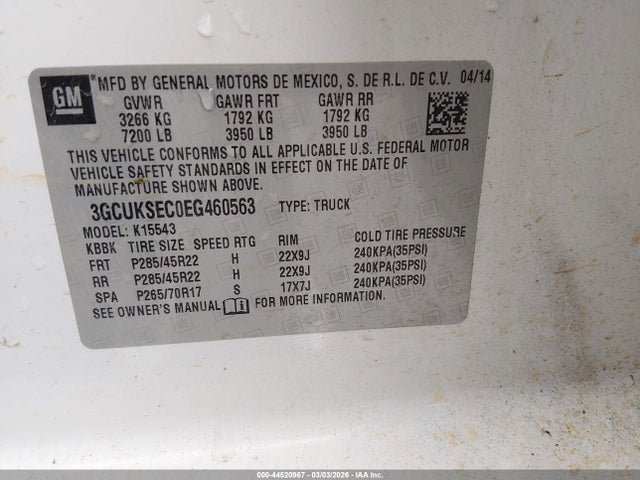 GM
*MFD BY GENERAL MOTORS DE MEXICO, S. DE R.L. DE C.V. 04/14
GVWR GAWR FRT GAWR RR
3266 KG 1792 KG 1792 KG
7200 LB 3950 LB 3950 LB
THIS VEHICLE CONFORMS TO ALL APPLICABLE U.S. FEDERAL MOTOR
VEHICLE SAFETY STANDARDS IN EFFECT ON THE DATE OF
MANUFACTURE SHOWN ABOVE.
3GCUKSEC0EG460563 TYPE: TRUCK
MODEL: K15543
KBBK TIRE SIZE SPEED RTG RIM COLD TIRE PRESSURE
FRT P285/45R22 H 22X9J 240KPA(35PSI)
RR P285/45R22 H 22X9J 240KPA(35PSI)
SPA P265/70R17 S 17X7J 240KPA(35PSI)
SEE OWNER'S MANUAL
000-44520967 - 03/03/2026 - IAA Inc.